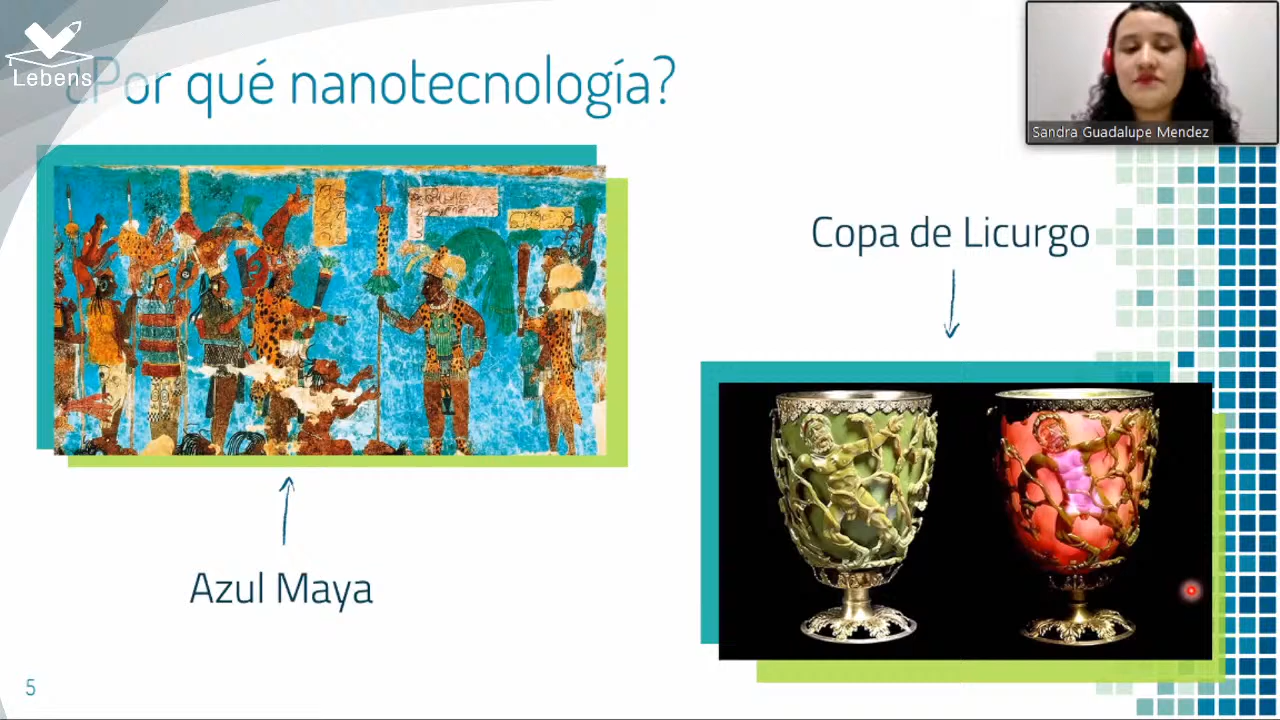 Lebens
¿Por qué nanotecnología?
Sandra Guadalupe Mendez
Copa de Licurgo
Azul Maya
5